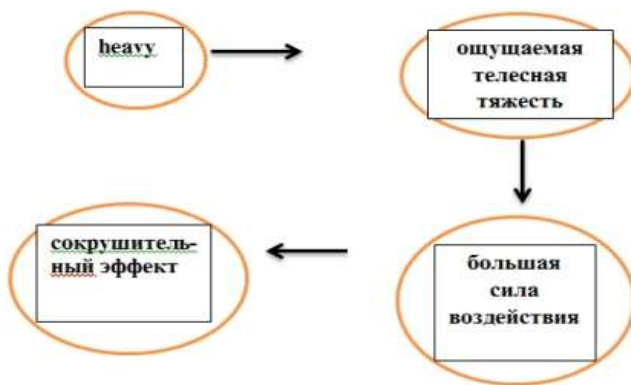 heavy
ощущаемая
телесная
тяжесть
большая
сила
воздействия
сокрушитель-
ный эффект